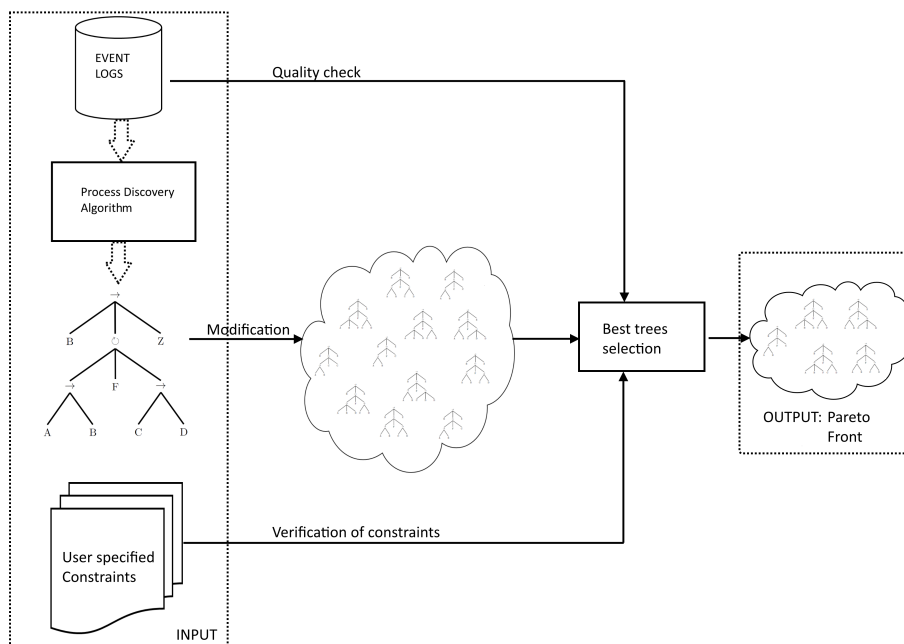 EVENT
LOGS
Quality check
Process Discovery
Algorithm
→
B ↻ Z
Modification
→ F →
A B C D
Best trees
selection
OUTPUT: Pareto
Front
Verification of constraints
User specified
Constraints
INPUT